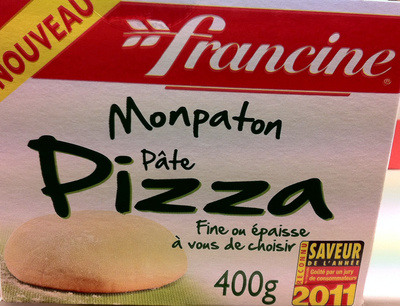 NOUVEAU
francine
Monpaton
Pâte
Pizza
Fine ou épaisse
à vous de choisir
400g
RECONNU
SAVEUR
DE L'ANNÉE
Goûté par un jury
de consommateurs
2011